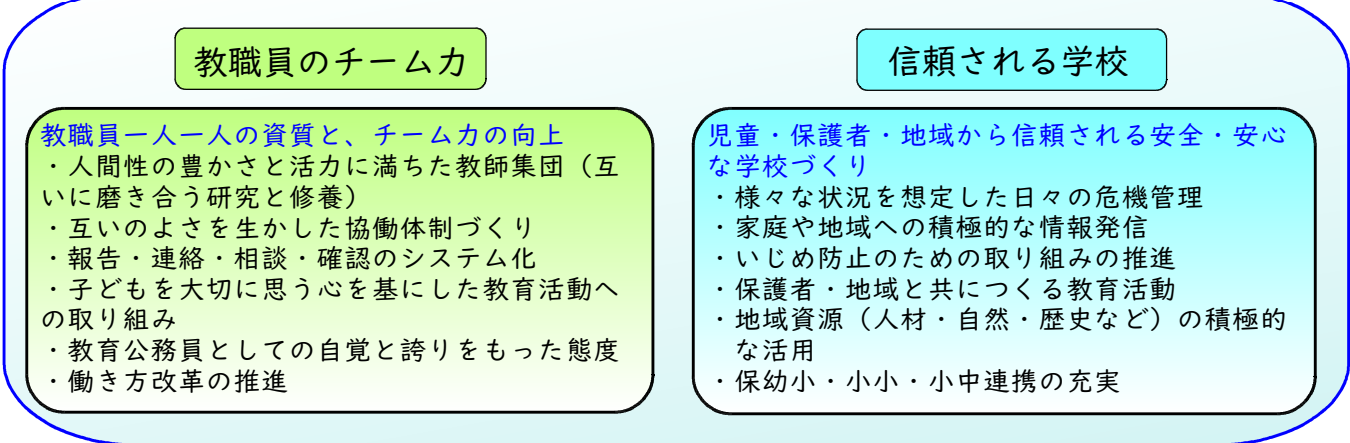 教職員のチーム力
教職員一人一人の資質と、チーム力の向上
・人間性の豊かさと活力に満ちた教師集団（互
いに磨き合う研究と修養）
・互いのよさを生かした協働体制づくり
・報告・連絡・相談・確認のシステム化
・子どもを大切に思う心を基にした教育活動へ
の取り組み
・教育公務員としての自覚と誇りをもった態度
・働き方改革の推進
信頼される学校
児童・保護者・地域から信頼される安全・安心
な学校づくり
・様々な状況を想定した日々の危機管理
・家庭や地域への積極的な情報発信
・いじめ防止のための取り組みの推進
・保護者・地域と共につくる教育活動
・地域資源（人材・自然・歴史など）の積極的
な活用
・保幼小・小小・小中連携の充実